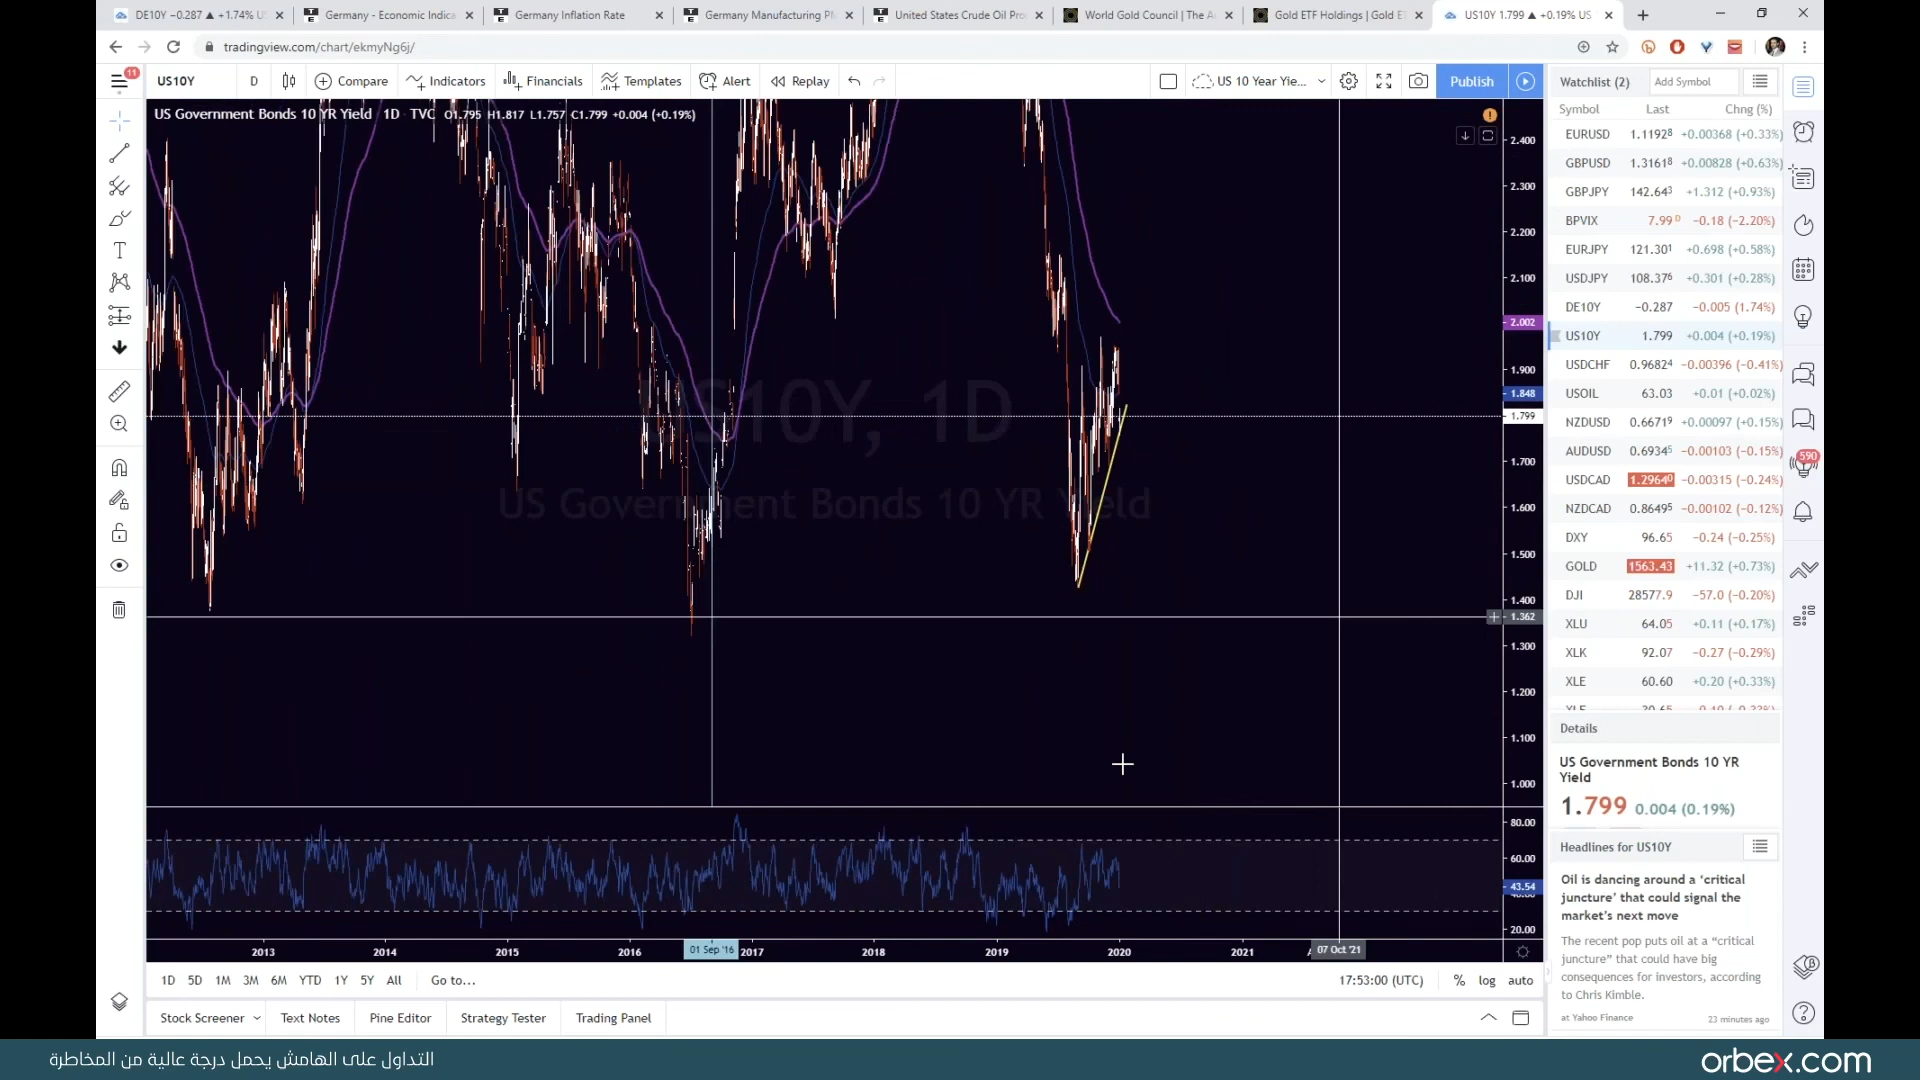 DE10Y −0.287 ▲ +1.74% US
Germany - Economic Indica
Germany Inflation Rate
Germany Manufacturing PM
United States Crude Oil Pro
World Gold Council | The A
Gold ETF Holdings | Gold E
US10Y 1.799 ▲ +0.19% US
tradingview.com/chart/ekmyNg6j/
11
US10Y D Compare Indicators Financials Templates Alert Replay US 10 Year Yie... Publish
US Government Bonds 10 YR Yield 1D TVC O1.795 H1.817 L1.757 C1.799 +0.004 (+0.19%)
US10Y, 1D
US Government Bonds 10 YR Yield
2.400
2.300
2.200
2.100
2.002
1.900
1.848
1.799
1.700
1.600
1.500
1.400
1.362
1.300
1.200
1.100
1.000
80.00
60.00
43.54
20.00
2013 2014 2015 2016 01 Sep '16 2017 2018 2019 2020 2021 07 Oct '21
1D 5D 1M 3M 6M YTD 1Y 5Y All Go to... 17:53:00 (UTC) % log auto
Stock Screener Text Notes Pine Editor Strategy Tester Trading Panel
Watchlist (2) Add Symbol
Symbol Last Chng (%)
EURUSD 1.11928 +0.00368 (+0.33%)
GBPUSD 1.31618 +0.00828 (+0.63%)
GBPJPY 142.643 +1.312 (+0.93%)
BPVIX 7.99 D −0.18 (−2.20%)
EURJPY 121.301 +0.698 (+0.58%)
USDJPY 108.376 +0.301 (+0.28%)
DE10Y −0.287 −0.005 (1.74%)
US10Y 1.799 +0.004 (+0.19%)
USDCHF 0.96824 −0.00396 (−0.41%)
USOIL 63.03 +0.01 (+0.02%)
NZDUSD 0.66719 +0.00097 (+0.15%)
AUDUSD 0.69345 −0.00103 (−0.15%)
USDCAD 1.29640 −0.00315 (−0.24%)
NZDCAD 0.86495 −0.00102 (−0.12%)
DXY 96.65 −0.24 (−0.25%)
GOLD 1563.43 +11.32 (+0.73%)
DJI 28577.9 −57.0 (−0.20%)
XLU 64.05 +0.11 (+0.17%)
XLK 92.07 −0.27 (−0.29%)
XLE 60.60 +0.20 (+0.33%)
590
Details
US Government Bonds 10 YR
Yield
1.799 0.004 (0.19%)
Headlines for US10Y
Oil is dancing around a ‘critical
juncture’ that could signal the
market’s next move
The recent pop puts oil at a “critical
juncture” that could have big
consequences for investors, according
to Chris Kimble.
at Yahoo Finance 23 minutes ago
التداول على الهامش يحمل درجة عالية من المخاطرة
orbex.com